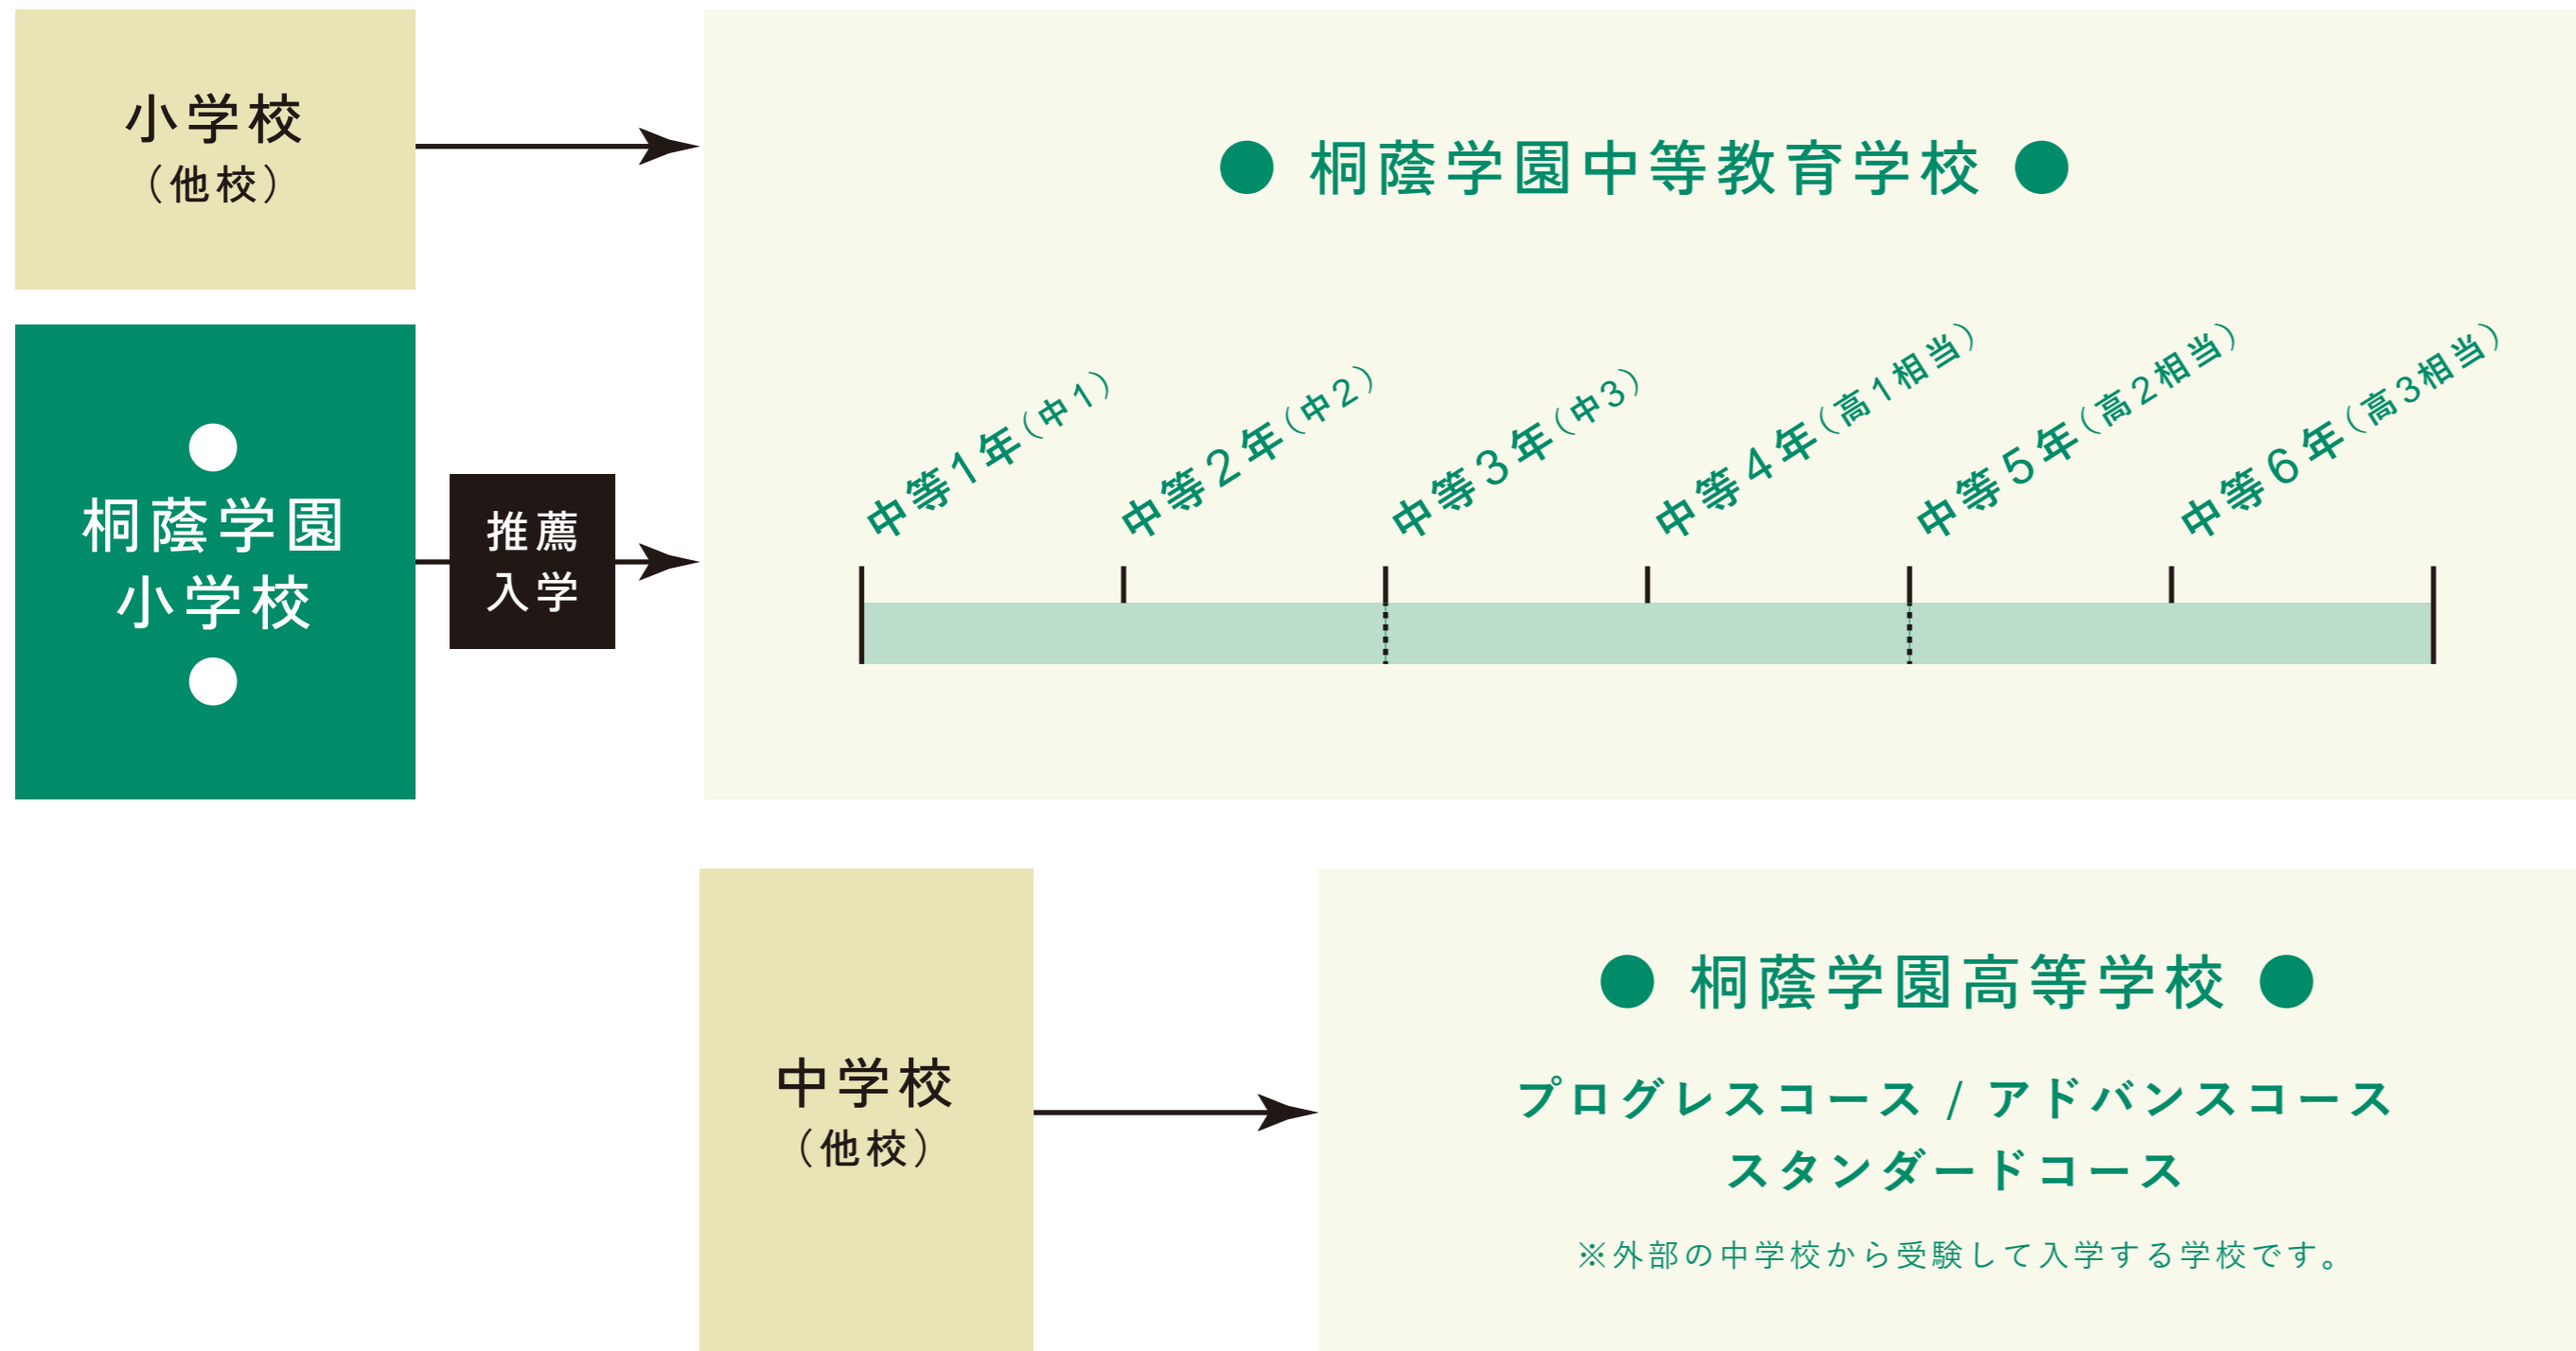 小学校
（他校）
● 桐蔭学園中等教育学校 ●
中等1年（中1）
中等2年（中2）
中等3年（中3）
中等4年（高1相当）
中等5年（高2相当）
中等6年（高3相当）
桐蔭学園
小学校
推薦
入学
中学校
（他校）
● 桐蔭学園高等学校 ●
プログレスコース / アドバンスコース
スタンダードコース
※外部の中学校から受験して入学する学校です。